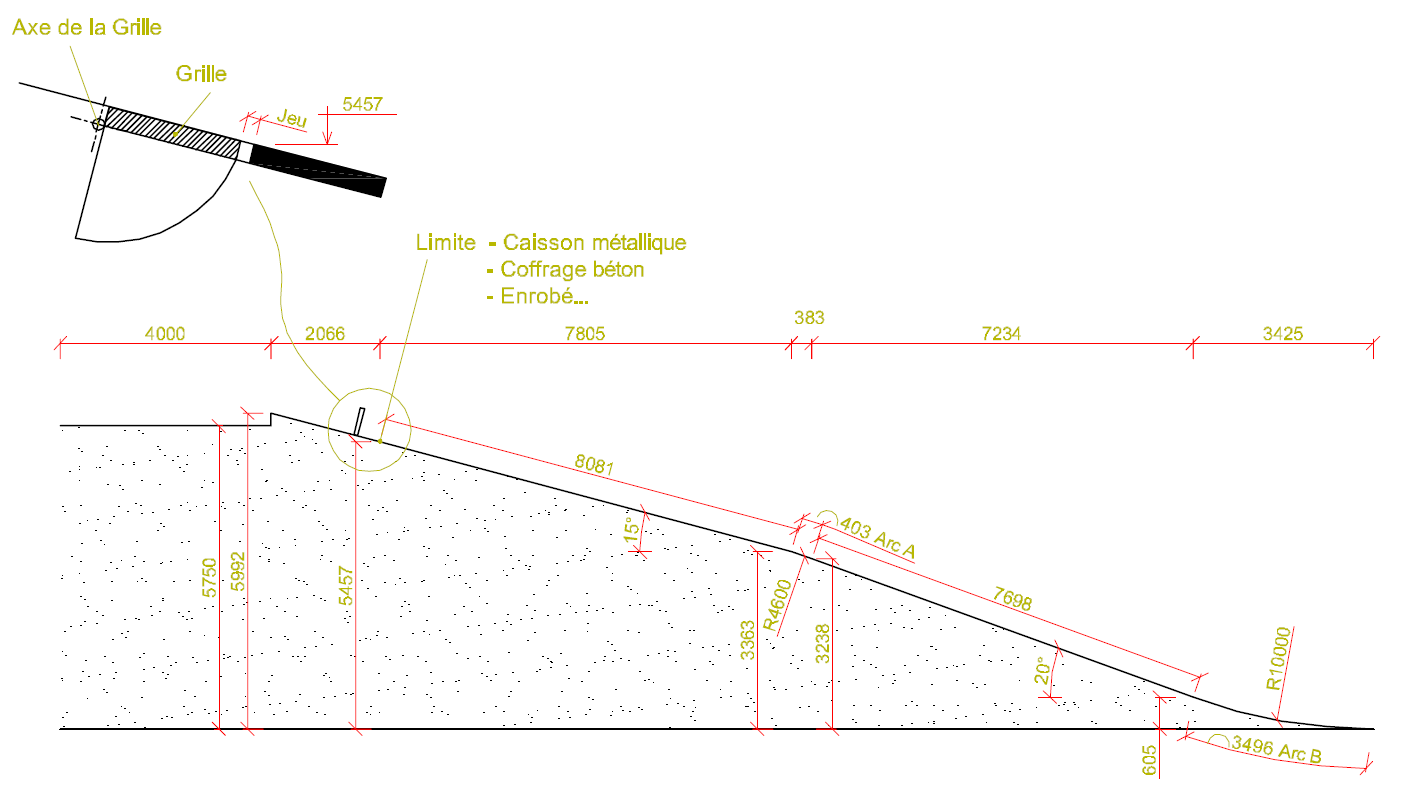 Axe de la Grille
Grille
Jeu
5457
Limite - Caisson métallique
- Coffrage béton
- Enrobé...
4000
2066
7805
383
7234
3425
8081
15°
403 Arc A
7698
5750
5992
5457
3363
R4600
3238
20°
R10000
605
3496 Arc B